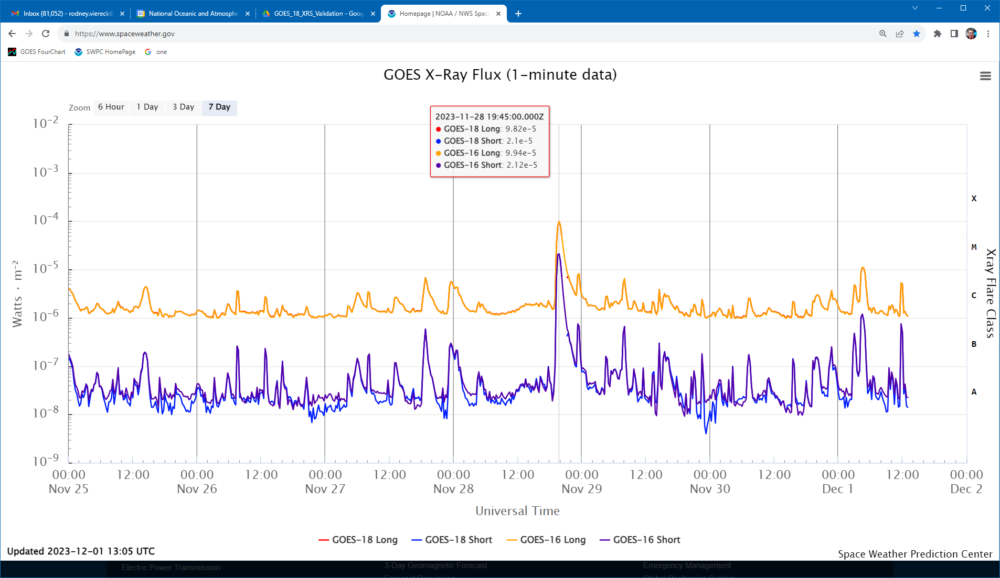 Inbox (81,052) - rodney.viereck@
National Oceanic and Atmosphe
GOES_18_XRS_Validation - Goog
Homepage | NOAA / NWS Space
https://www.spaceweather.gov
GOES FourChart
SWPC HomePage
one
GOES X-Ray Flux (1-minute data)
Zoom 6 Hour 1 Day 3 Day 7 Day
2023-11-28 19:45:00.000Z
GOES-18 Long: 9.82e-5
GOES-18 Short: 2.1e-5
GOES-16 Long: 9.94e-5
GOES-16 Short: 2.12e-5
10⁻²
10⁻³
10⁻⁴
10⁻⁵
10⁻⁶
10⁻⁷
10⁻⁸
10⁻⁹
Watts · m⁻²
X
M
C
B
A
Xray Flare Class
00:00 12:00 00:00 12:00 00:00 12:00 00:00 12:00 00:00 12:00 00:00 12:00 00:00 12:00 00:00
Nov 25 Nov 26 Nov 27 Nov 28 Nov 29 Nov 30 Dec 1 Dec 2
Universal Time
GOES-18 Long GOES-18 Short GOES-16 Long GOES-16 Short
Updated 2023-12-01 13:05 UTC
Space Weather Prediction Center
Electric Power Transmission
3-Day Geomagnetic Forecast
Emergency Management